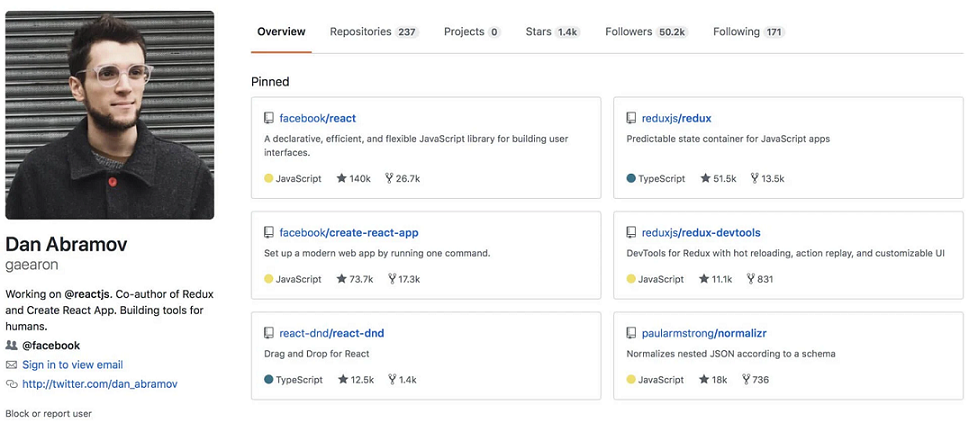 Overview Repositories 237 Projects 0 Stars 1.4k Followers 50.2k Following 171
Pinned
facebook/react
A declarative, efficient, and flexible JavaScript library for building user
interfaces.
JavaScript 140k 26.7k
reduxjs/redux
Predictable state container for JavaScript apps
TypeScript 51.5k 13.5k
facebook/create-react-app
Set up a modern web app by running one command.
JavaScript 73.7k 17.3k
reduxjs/redux-devtools
DevTools for Redux with hot reloading, action replay, and customizable UI
JavaScript 11.1k 831
react-dnd/react-dnd
Drag and Drop for React
TypeScript 12.5k 1.4k
paularmstrong/normalizr
Normalizes nested JSON according to a schema
JavaScript 18k 736
Dan Abramov
gaearon
Working on @reactjs. Co-author of Redux
and Create React App. Building tools for
humans.
@facebook
Sign in to view email
http://twitter.com/dan_abramov
Block or report user